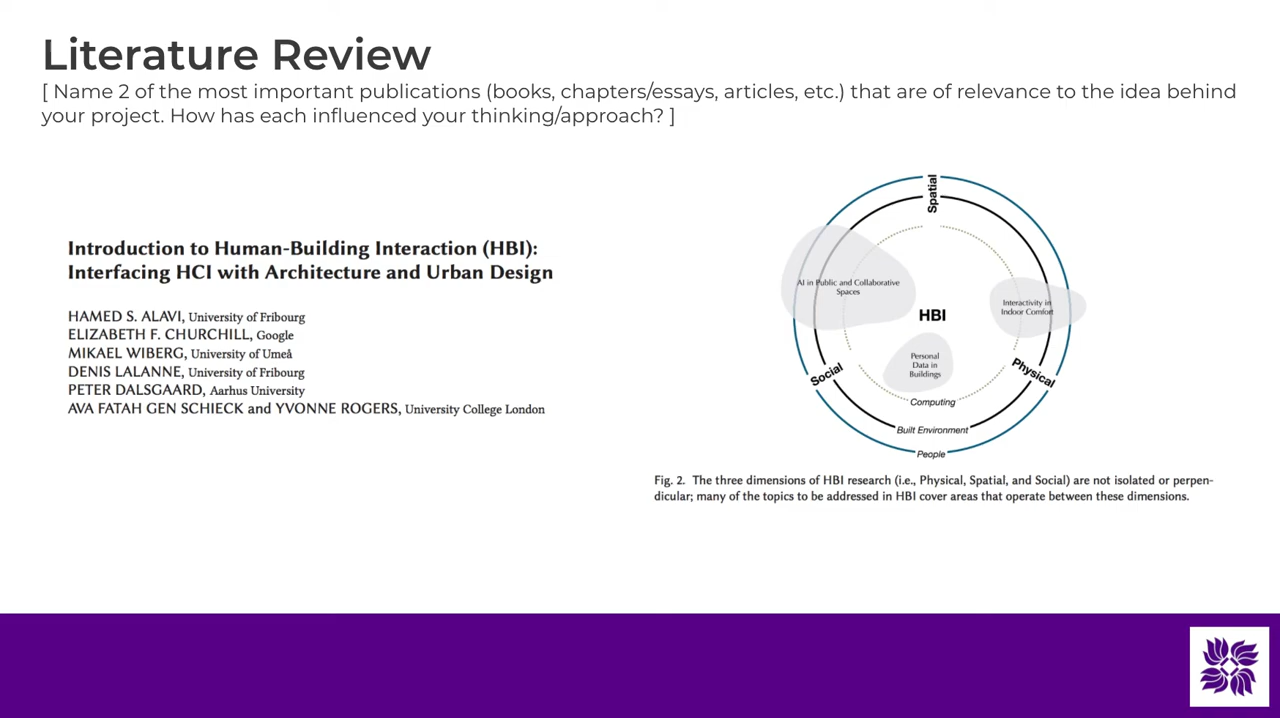 Literature Review
[ Name 2 of the most important publications (books, chapters/essays, articles, etc.) that are of relevance to the idea behind
your project. How has each influenced your thinking/approach? ]
Introduction to Human-Building Interaction (HBI):
Interfacing HCI with Architecture and Urban Design
HAMED S. ALAVI, University of Fribourg
ELIZABETH F. CHURCHILL, Google
MIKAEL WIBERG, University of Umeå
DENIS LALANNE, University of Fribourg
PETER DALSGAARD, Aarhus University
AVA FATAH GEN SCHIECK and YVONNE ROGERS, University College London
Spatial
AI in Public and Collaborative
Spaces
Interactivity in
Indoor Comfort
HBI
Personal
Data in
Buildings
Social
Physical
Computing
Built Environment
People
Fig. 2. The three dimensions of HBI research (i.e., Physical, Spatial, and Social) are not isolated or perpen-
dicular; many of the topics to be addressed in HBI cover areas that operate between these dimensions.